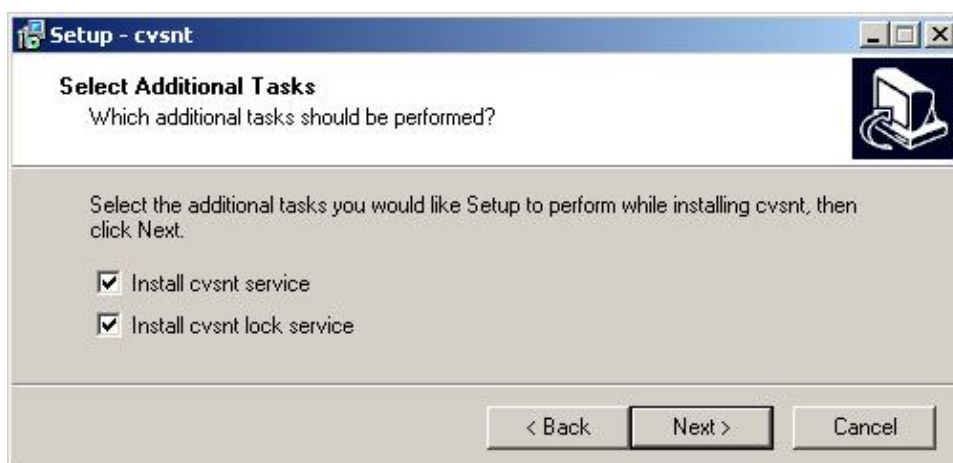 Setup - cvsnt
Select Additional Tasks
Which additional tasks should be performed?
Select the additional tasks you would like Setup to perform while installing cvsnt, then
click Next.
Install cvsnt service
Install cvsnt lock service
< Back Next > Cancel